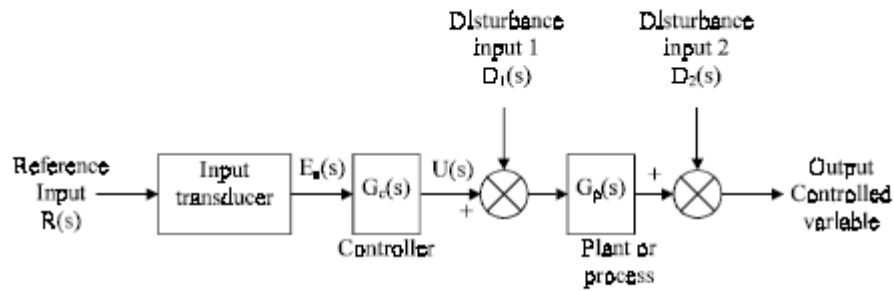 Disturbance
input 1
D₁(s)
Disturbance
input 2
D₂(s)
Reference
Input
R(s)
Input
transducer
Eₐ(s)
G꜀(s)
Controller
U(s)
+
Gₚ(s)
Plant or
process
+
Output
Controlled
variable